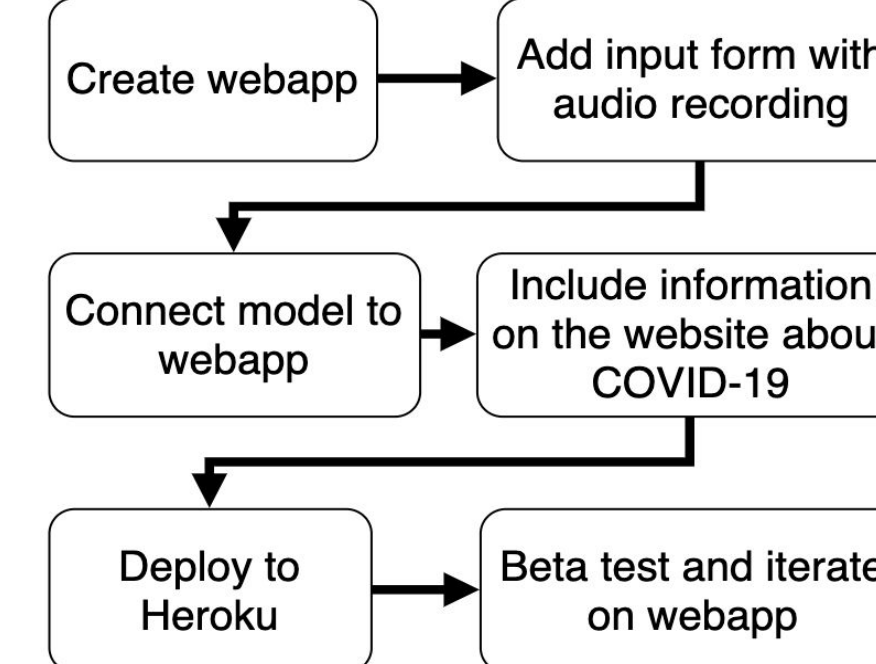 Create webapp
Add input form with
audio recording
Connect model to
webapp
Include information
on the website abou
COVID-19
Deploy to
Heroku
Beta test and iterate
on webapp